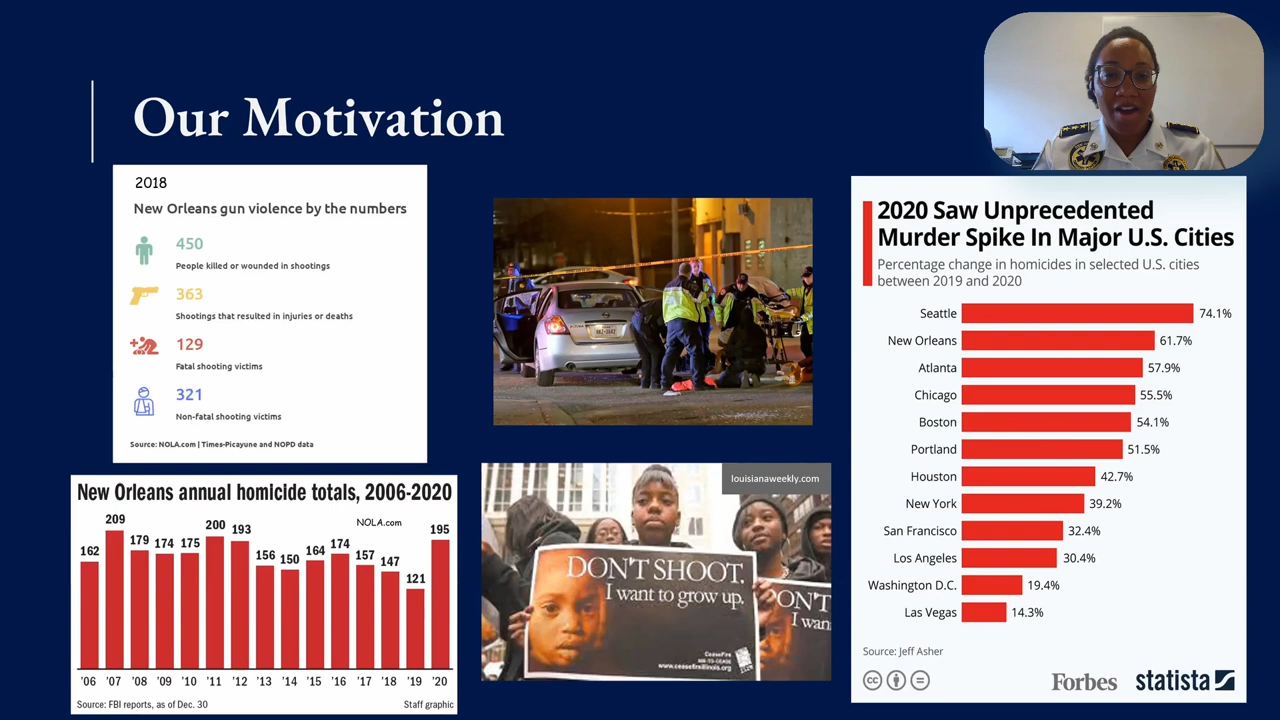 Our Motivation
2018
New Orleans gun violence by the numbers
450
People killed or wounded in shootings
363
Shootings that resulted in injuries or deaths
129
Fatal shooting victims
321
Non-fatal shooting victims
Source: NOLA.com | Times-Picayune and NOPD data
New Orleans annual homicide totals, 2006-2020
NOLA.com
162 209 179 174 175 200 193 156 150 164 174 157 147 121 195
'06 '07 '08 '09 '10 '11 '12 '13 '14 '15 '16 '17 '18 '19 '20
Source: FBI reports, as of Dec. 30 Staff graphic
louisianaweekly.com
DON'T SHOOT.
I want to grow up.
CeaseFire
www.ceasefireillinois.org
ON'T
I wan
2020 Saw Unprecedented
Murder Spike In Major U.S. Cities
Percentage change in homicides in selected U.S. cities
between 2019 and 2020
Seattle 74.1%
New Orleans 61.7%
Atlanta 57.9%
Chicago 55.5%
Boston 54.1%
Portland 51.5%
Houston 42.7%
New York 39.2%
San Francisco 32.4%
Los Angeles 30.4%
Washington D.C. 19.4%
Las Vegas 14.3%
Source: Jeff Asher
cc
Forbes statista